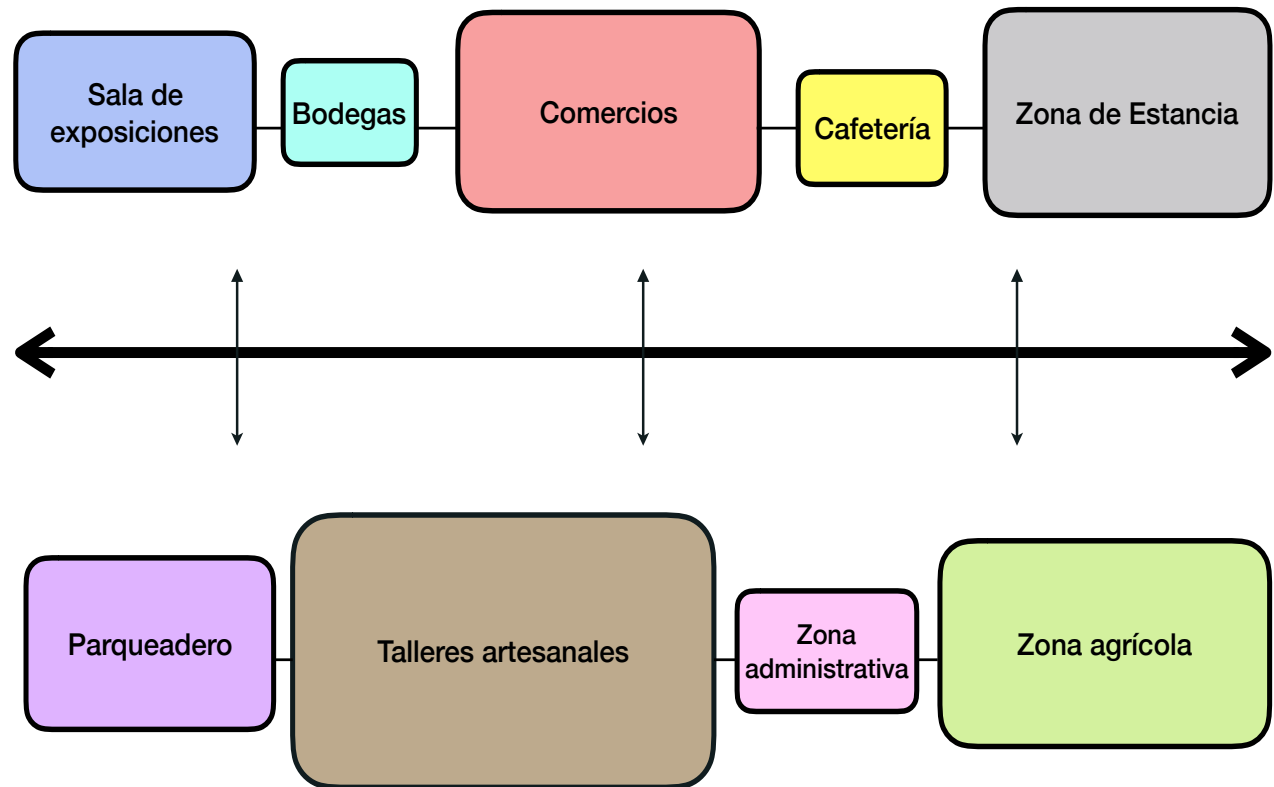 Sala de
exposiciones
Bodegas
Comercios
Cafetería
Zona de Estancia
Parqueadero
Talleres artesanales
Zona
administrativa
Zona agrícola